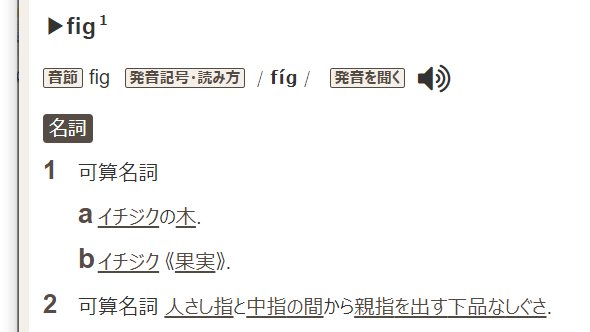 ▶fig¹
音節 fig 発音記号・読み方 / fíg / 発音を聞く
名詞
1 可算名詞
a イチジクの木.
b イチジク 《果実》.
2 可算名詞 人さし指と中指の間から親指を出す下品なしぐさ.